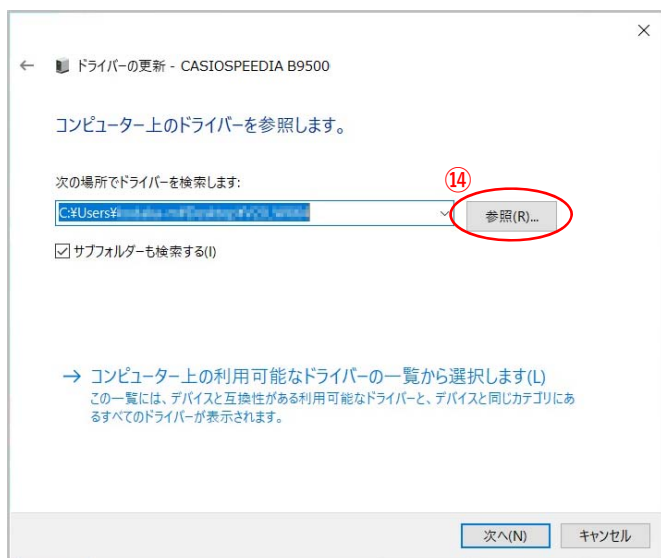 ドライバーの更新 - CASIOSPEEDIA B9500
コンピューター上のドライバーを参照します。
次の場所でドライバーを検索します:
⑭
C:¥Users¥
参照(R)...
サブフォルダーも検索する(I)
→ コンピューター上の利用可能なドライバーの一覧から選択します(L)
この一覧には、デバイスと互換性がある利用可能なドライバーと、デバイスと同じカテゴリにあ
るすべてのドライバーが表示されます。
次へ(N)
キャンセル